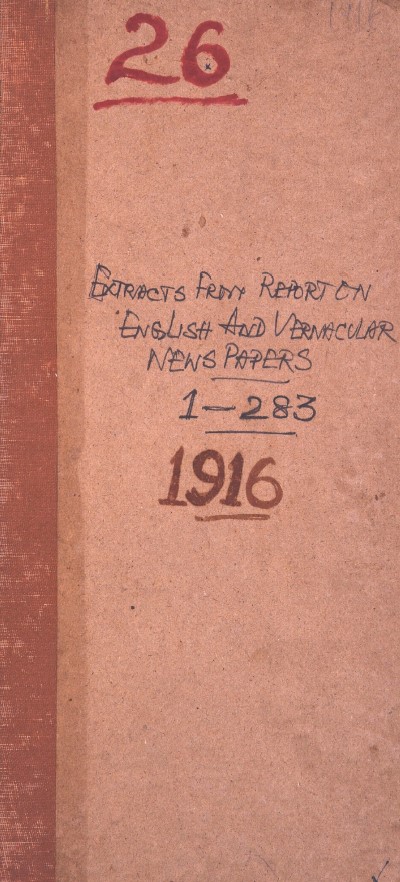 26
EXTRACTS FROM REPORT ON
ENGLISH AND VERNACULAR
NEWS PAPERS
1-283
1916